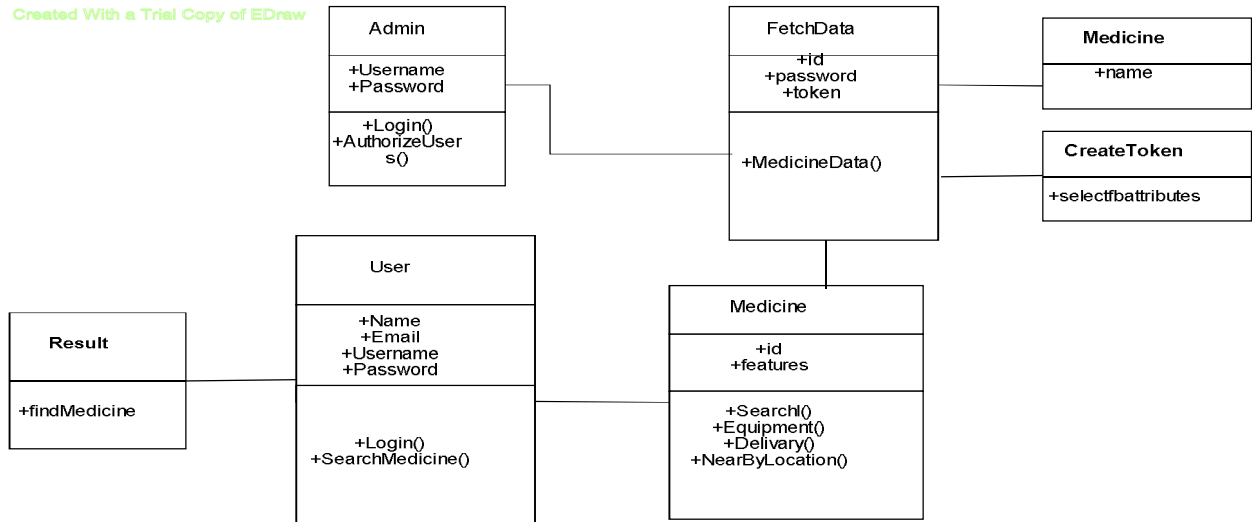 Created With a Trial Copy of EDraw
Admin
+Username
+Password
+Login()
+AuthorizeUser
s()
FetchData
+id
+password
+token
+MedicineData()
Medicine
+name
CreateToken
+selectfbattributes
User
+Name
+Email
+Username
+Password
+Login()
+SearchMedicine()
Result
+findMedicine
Medicine
+id
+features
+Searchl()
+Equipment()
+Delivary()
+NearByLocation()